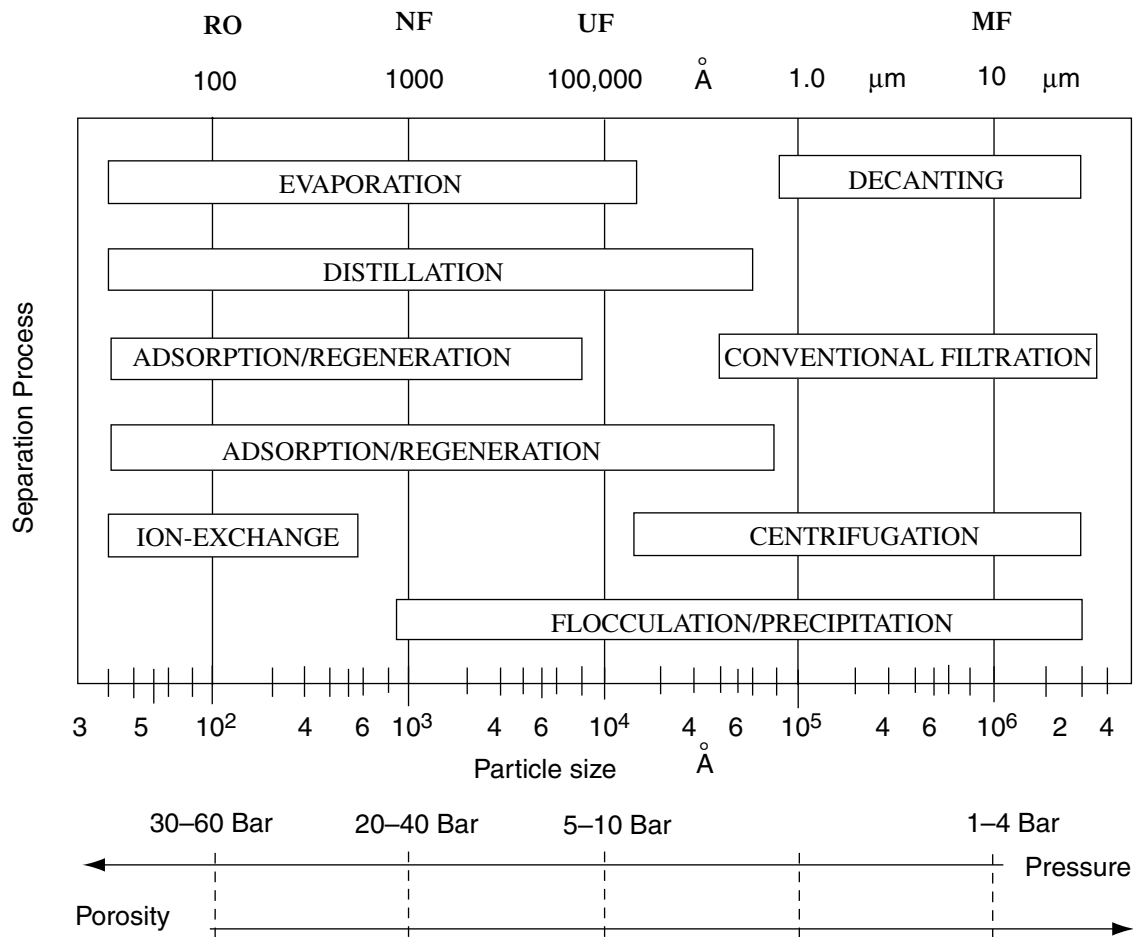 RO NF UF MF
100 1000 100,000 Å 1.0 μm 10 μm
EVAPORATION DECANTING
DISTILLATION
ADSORPTION/REGENERATION CONVENTIONAL FILTRATION
ADSORPTION/REGENERATION
ION-EXCHANGE CENTRIFUGATION
FLOCCULATION/PRECIPITATION
Separation Process
3 5 10² 4 6 10³ 4 6 10⁴ 4 6 10⁵ 4 6 10⁶ 2 4
Particle size Å
30–60 Bar 20–40 Bar 5–10 Bar 1–4 Bar
Pressure
Porosity